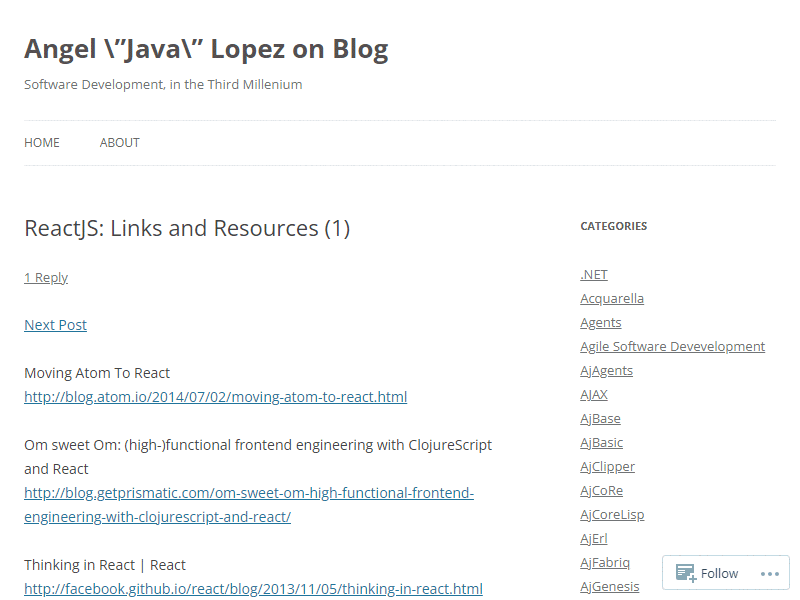 Angel \”Java\” Lopez on Blog
Software Development, in the Third Millenium
HOME
ABOUT
ReactJS: Links and Resources (1)
1 Reply
Next Post
Moving Atom To React
http://blog.atom.io/2014/07/02/moving-atom-to-react.html
Om sweet Om: (high-)functional frontend engineering with ClojureScript
and React
http://blog.getprismatic.com/om-sweet-om-high-functional-frontend-
engineering-with-clojurescript-and-react/
Thinking in React | React
http://facebook.github.io/react/blog/2013/11/05/thinking-in-react.html
CATEGORIES
.NET
Acquarella
Agents
Agile Software Devevelopment
AjAgents
AJAX
AjBase
AjBasic
AjClipper
AjCoRe
AjCoreLisp
AjErl
AjFabriq
AjGenesis
Follow